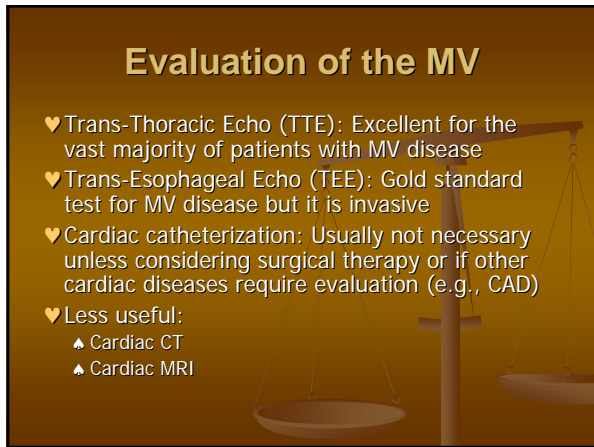 Evaluation of the MV
♥ Trans-Thoracic Echo (TTE): Excellent for the
vast majority of patients with MV disease
♥ Trans-Esophageal Echo (TEE): Gold standard
test for MV disease but it is invasive
♥ Cardiac catheterization: Usually not necessary
unless considering surgical therapy or if other
cardiac diseases require evaluation (e.g., CAD)
♥ Less useful:
♠ Cardiac CT
♠ Cardiac MRI